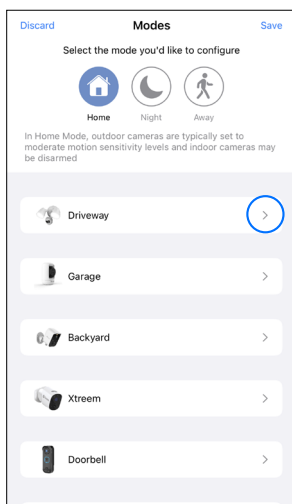 Discard Modes Save
Select the mode you'd like to configure
Home Night Away
In Home Mode, outdoor cameras are typically set to
moderate motion sensitivity levels and indoor cameras may
be disarmed
Driveway
Garage
Backyard
Xtreem
Doorbell